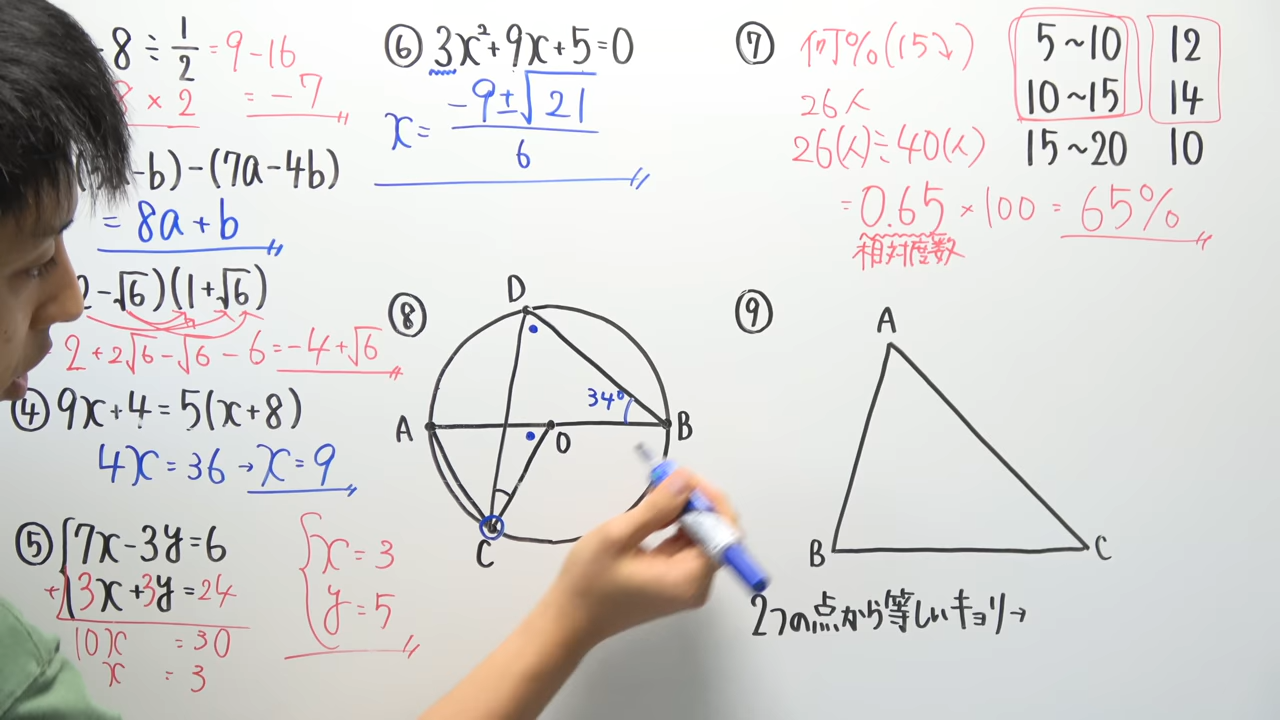 8 ÷ 1/2 = 9-16
8 × 2 = -7
-b)-(7a-4b)
= 8a+b
2-√6)(1+√6)
2+2√6-√6-6=-4+√6
④ 9x+4=5(x+8)
4x=36→x=9
⑤ { 7x-3y=6
+ 3x+3y=24
10x =30
x = 3
{ x=3
y=5
⑥ 3x²+9x+5=0
x= (-9±√21)/6
⑦ 何%(15↓)
26人
26(人)÷40(人)
=0.65×100=65%
相対度数
5~10 12
10~15 14
15~20 10
⑧
D
34°
A
O
B
C
⑨
A
B
C
2つの点から等しいキョリ→